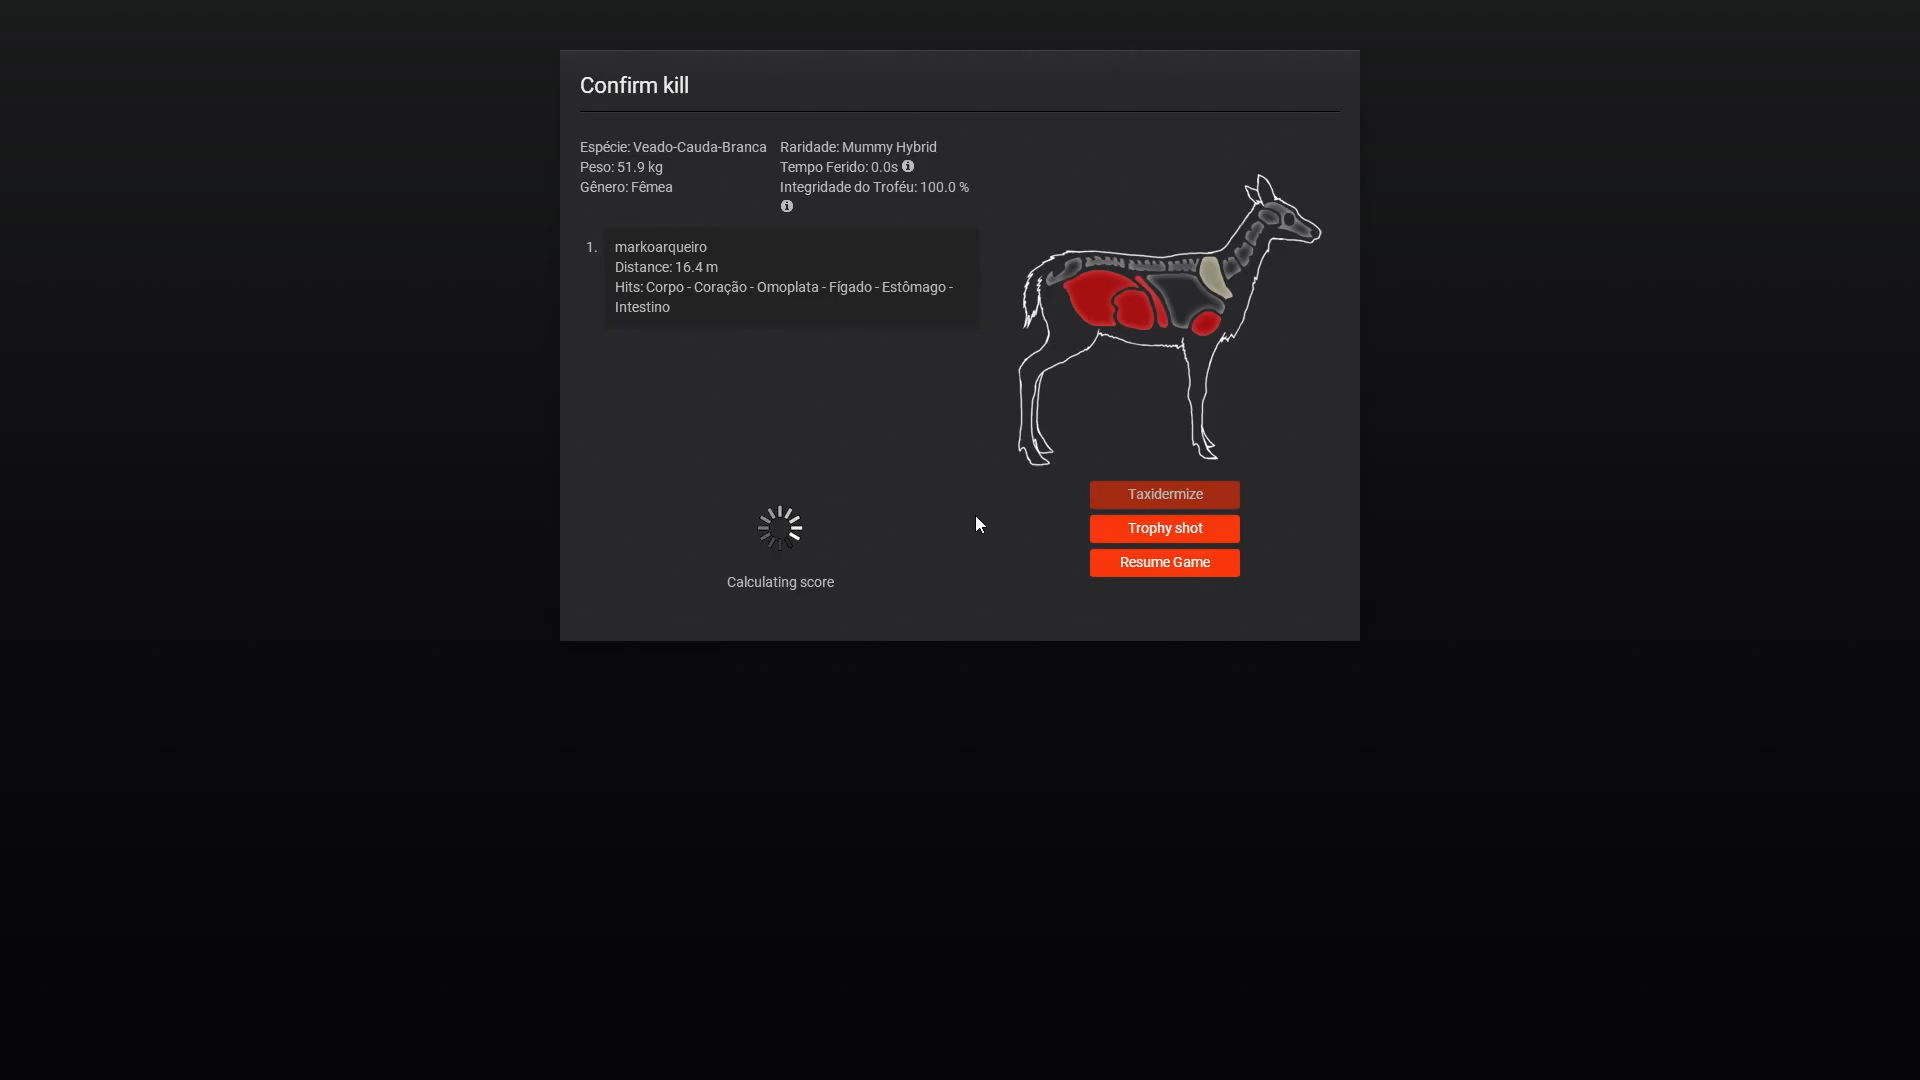 Confirm kill
Espécie: Veado-Cauda-Branca
Peso: 51.9 kg
Gênero: Fêmea
Raridade: Mummy Hybrid
Tempo Ferido: 0.0s
Integridade do Troféu: 100.0 %
1.
markoarqueiro
Distance: 16.4 m
Hits: Corpo - Coração - Omoplata - Fígado - Estômago -
Intestino
Calculating score
Taxidermize
Trophy shot
Resume Game